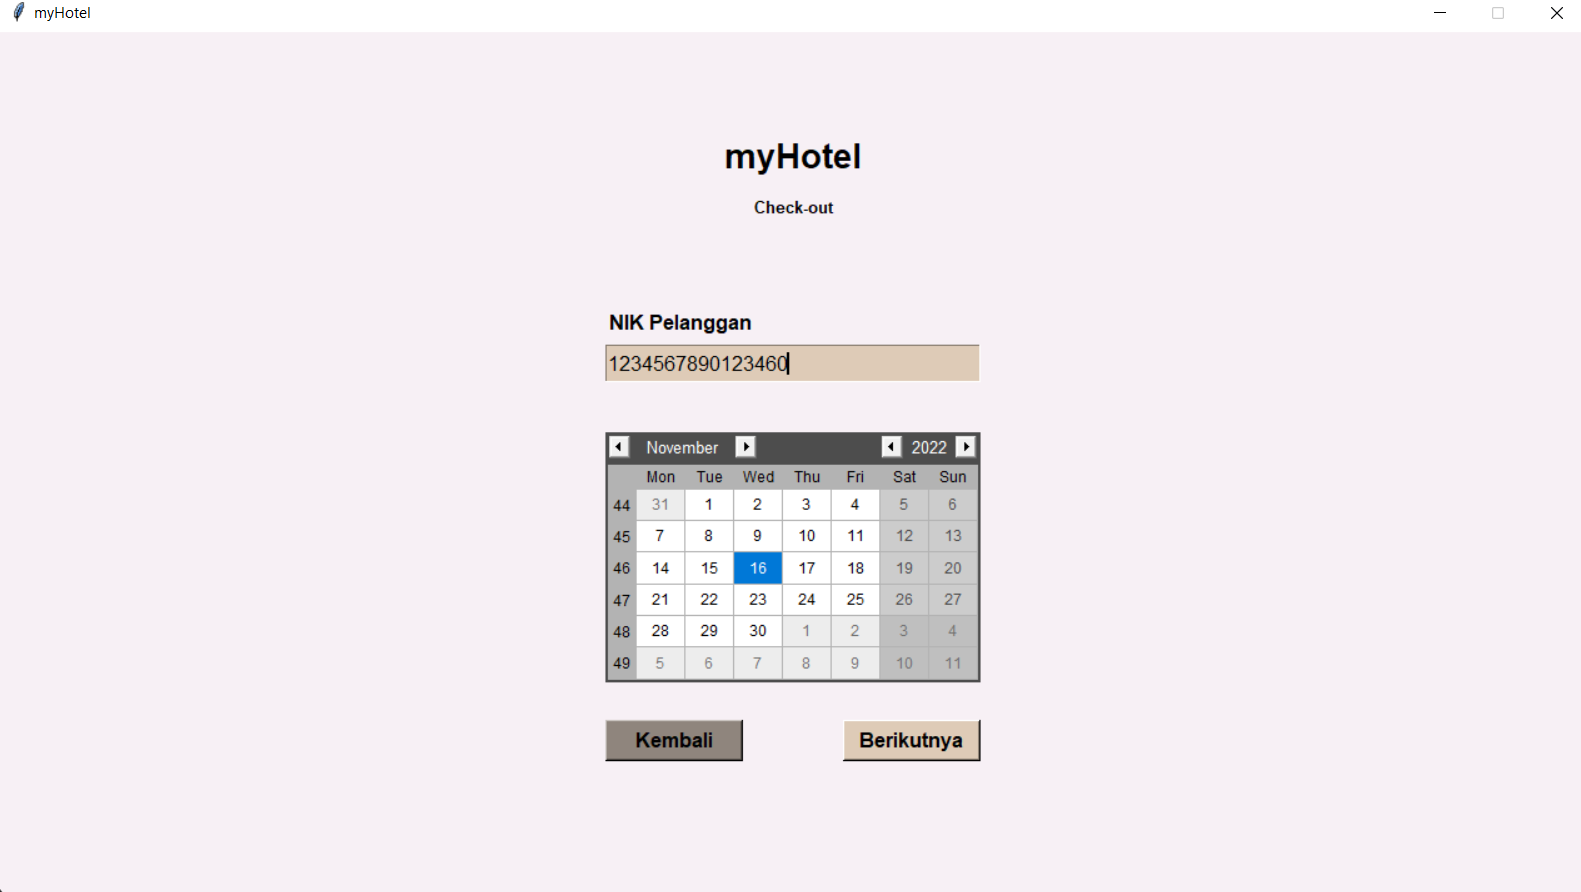 myHotel
myHotel
Check-out
NIK Pelanggan
1234567890123460
November 2022
Mon Tue Wed Thu Fri Sat Sun
44 31 1 2 3 4 5 6
45 7 8 9 10 11 12 13
46 14 15 16 17 18 19 20
47 21 22 23 24 25 26 27
48 28 29 30 1 2 3 4
49 5 6 7 8 9 10 11
Kembali Berikutnya